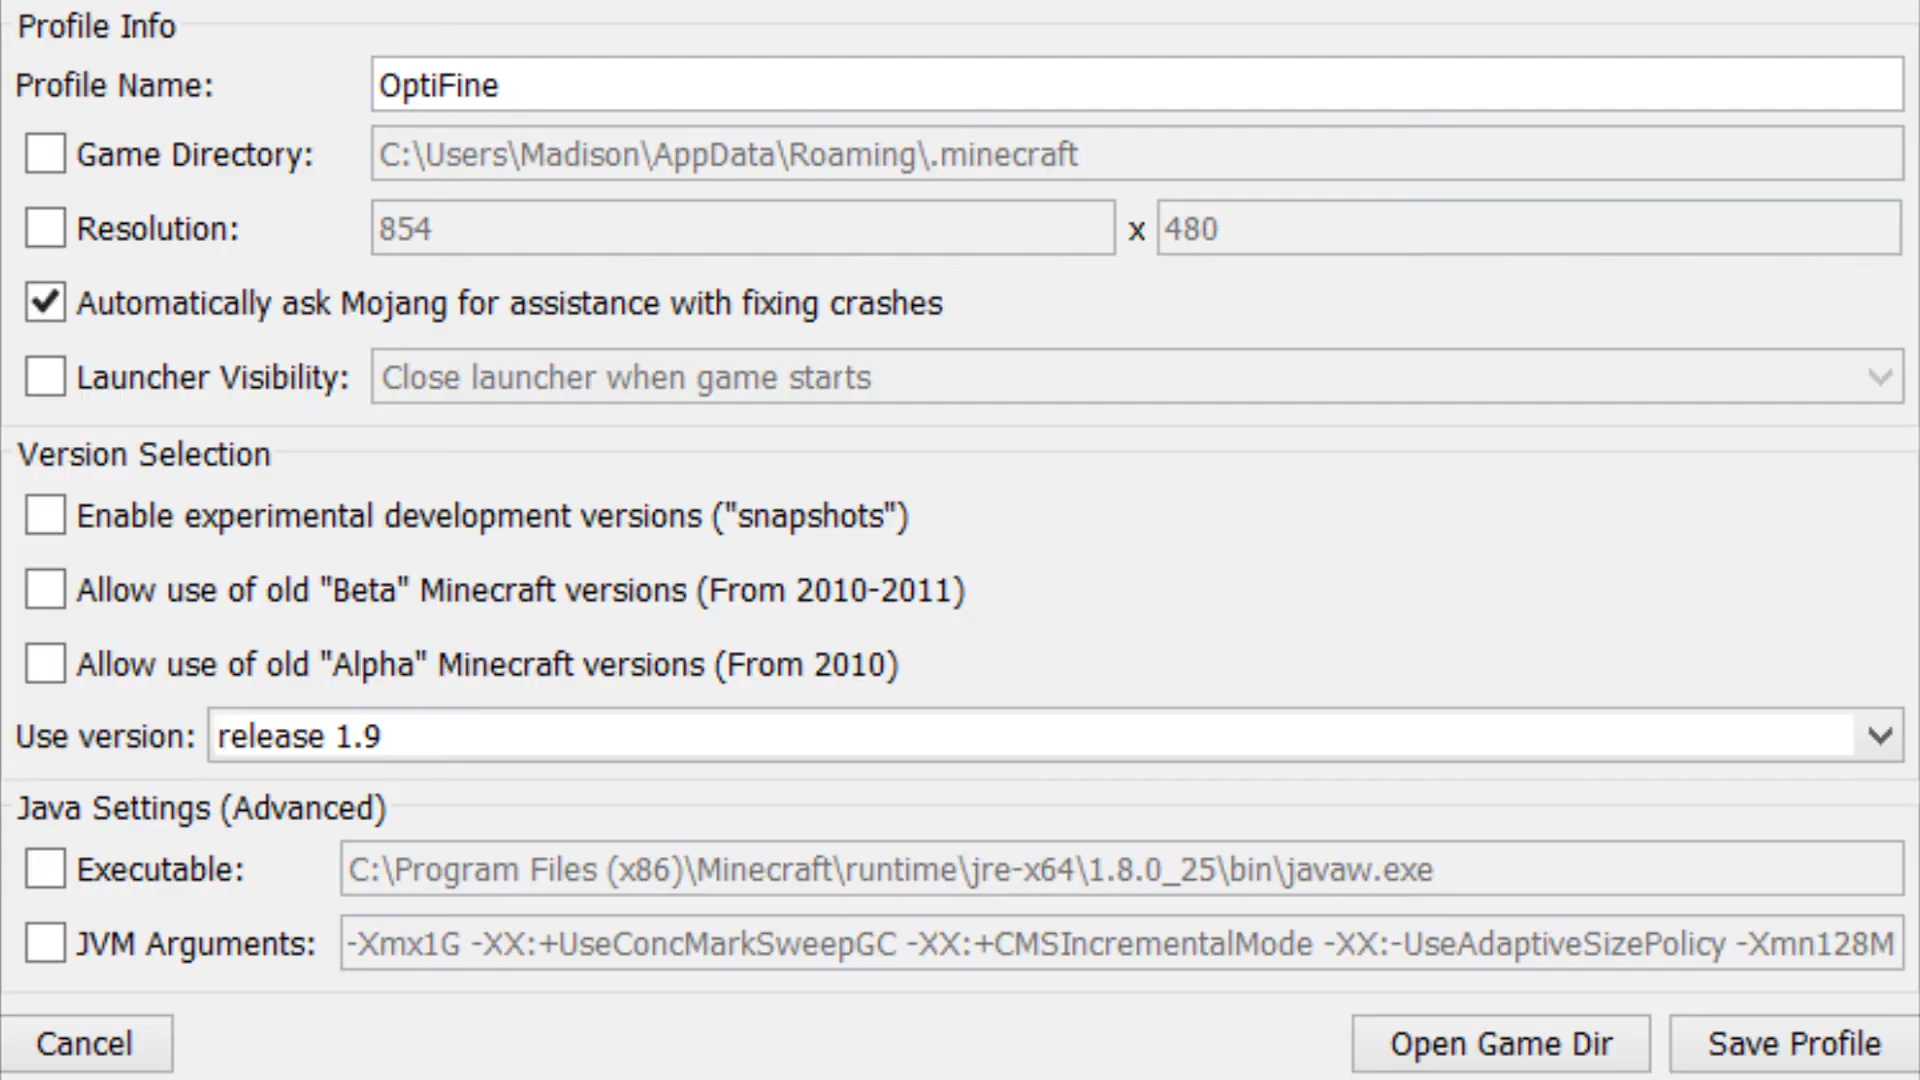 Profile Info
Profile Name: OptiFine
Game Directory: C:\Users\Madison\AppData\Roaming\.minecraft
Resolution: 854 x 480
Automatically ask Mojang for assistance with fixing crashes
Launcher Visibility: Close launcher when game starts
Version Selection
Enable experimental development versions ("snapshots")
Allow use of old "Beta" Minecraft versions (From 2010-2011)
Allow use of old "Alpha" Minecraft versions (From 2010)
Use version: release 1.9
Java Settings (Advanced)
Executable: C:\Program Files (x86)\Minecraft\runtime\jre-x64\1.8.0_25\bin\javaw.exe
JVM Arguments: -Xmx1G -XX:+UseConcMarkSweepGC -XX:+CMSIncrementalMode -XX:-UseAdaptiveSizePolicy -Xmn128M
Cancel Open Game Dir Save Profile